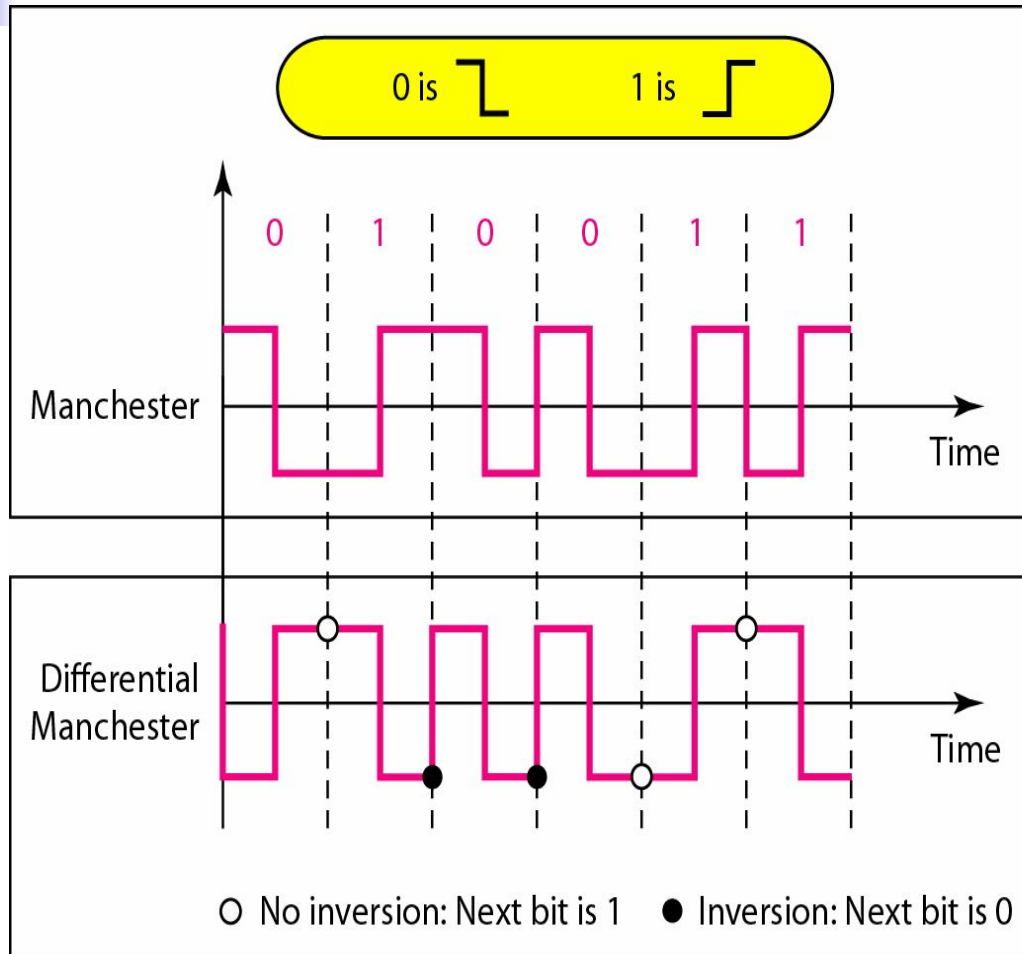 0 is 1 is
0 1 0 0 1 1
Manchester
Time
Differential
Manchester
Time
No inversion: Next bit is 1 Inversion: Next bit is 0